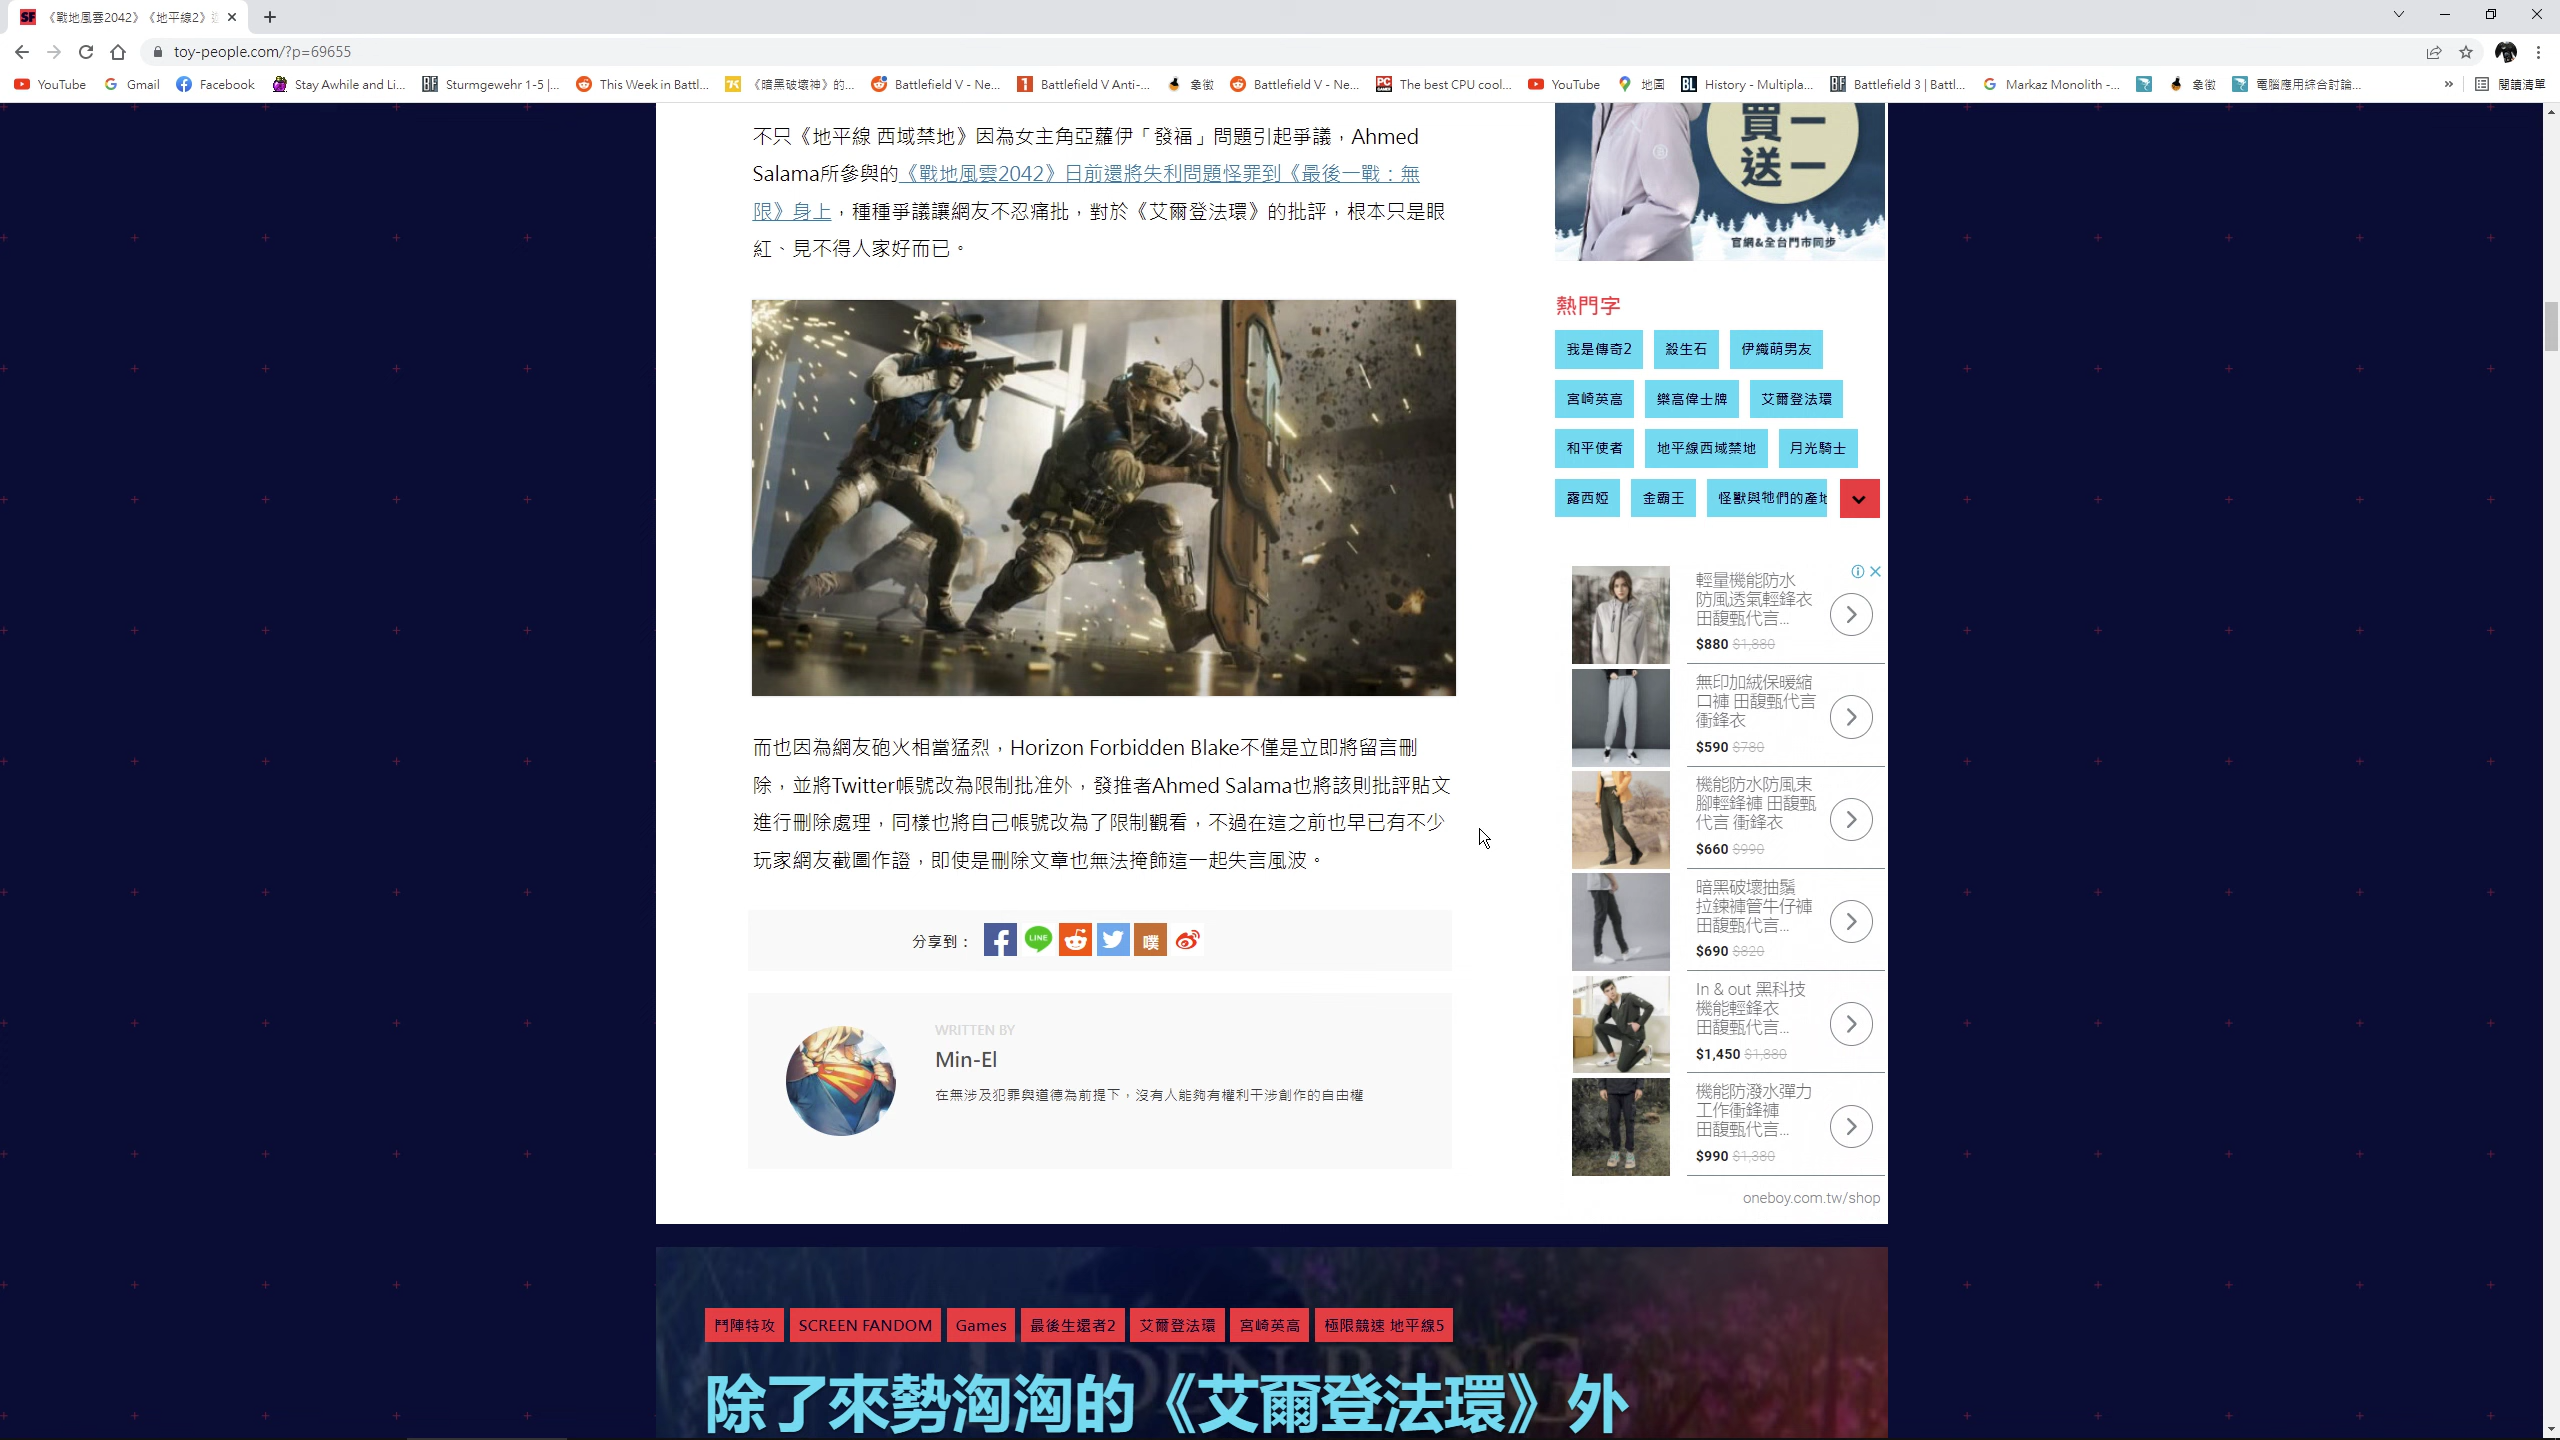 《戰地風雲2042》《地平線2》
toy-people.com/?p=69655
YouTube
Gmail
Facebook
Stay Awhile and Li...
Sturmgewehr 1-5 |...
This Week in Battl...
《暗黑破壞神》的...
Battlefield V - Ne...
Battlefield V Anti-...
象徵
Battlefield V - Ne...
The best CPU cool...
YouTube
地圖
History - Multipla...
Battlefield 3 | Battl...
Markaz Monolith -...
象徵
電腦應用綜合討論...
»
閱讀清單
不只《地平線 西域禁地》因為女主角亞蘿伊「發福」問題引起爭議，Ahmed
Salama所參與的《戰地風雲2042》日前還將失利問題怪罪到《最後一戰：無
限》身上，種種爭議讓網友不忍痛批，對於《艾爾登法環》的批評，根本只是眼
紅、見不得人家好而已。
而也因為網友砲火相當猛烈，Horizon Forbidden Blake不僅是立即將留言刪
除，並將Twitter帳號改為限制批准外，發推者Ahmed Salama也將該則批評貼文
進行刪除處理，同樣也將自己帳號改為了限制觀看，不過在這之前也早已有不少
玩家網友截圖作證，即使是刪除文章也無法掩飾這一起失言風波。
分享到：
LINE
噗
WRITTEN BY
Min-El
在無涉及犯罪與道德為前提下，沒有人能夠有權利干涉創作的自由權
買一
送一
官網&全台門市同步
熱門字
我是傳奇2
殺生石
伊織萌男友
宮崎英高
樂高偉士牌
艾爾登法環
和平使者
地平線西域禁地
月光騎士
露西婭
金霸王
怪獸與牠們的產地
輕量機能防水
防風透氣輕鋒衣
田馥甄代言...
$880 $1,880
無印加絨保暖縮
口褲 田馥甄代言
衝鋒衣
$590 $780
機能防水防風束
腳輕鋒褲 田馥甄
代言 衝鋒衣
$660 $990
暗黑破壞抽鬚
拉鍊褲管牛仔褲
田馥甄代言...
$690 $820
In & out 黑科技
機能輕鋒衣
田馥甄代言...
$1,450 $1,880
機能防潑水彈力
工作衝鋒褲
田馥甄代言...
$990 $1,380
oneboy.com.tw/shop
鬥陣特攻
SCREEN FANDOM
Games
最後生還者2
艾爾登法環
宮崎英高
極限競速 地平線5
ELDEN RING
除了來勢洶洶的《艾爾登法環》外